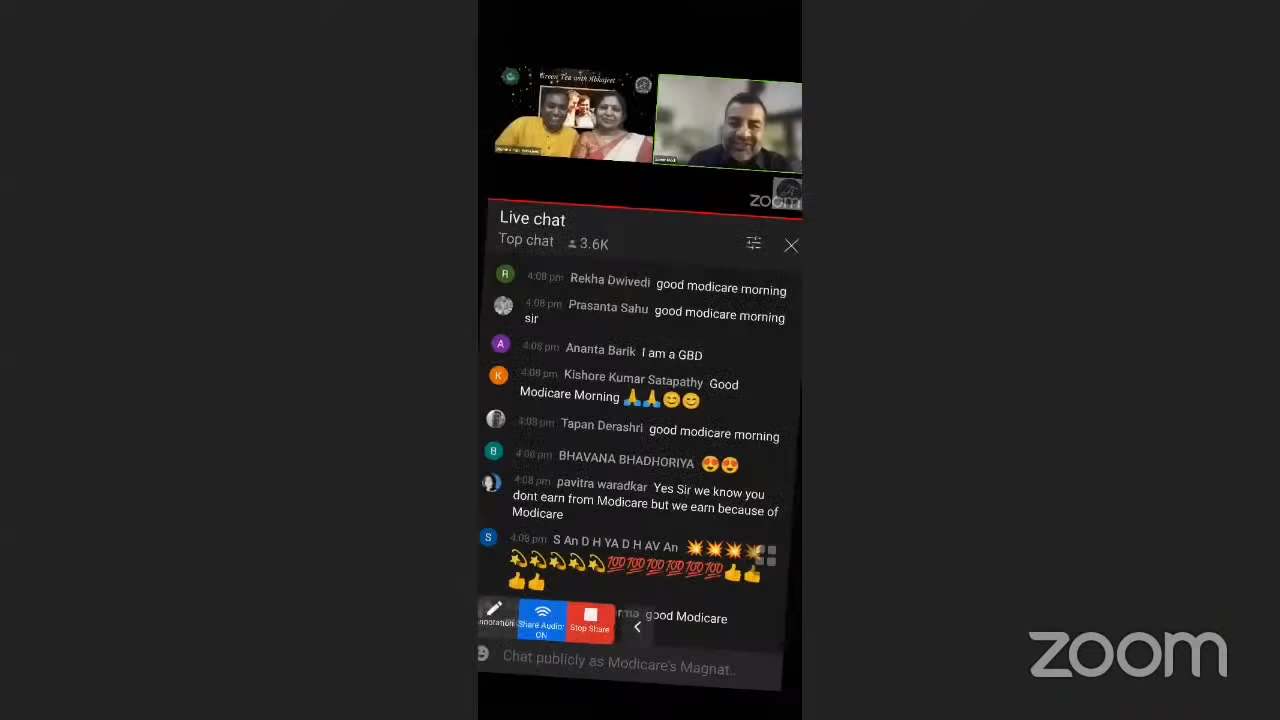 Green Tea with Abhajeet
zoom
Live chat
Top chat 3.6K
R 4:08 pm Rekha Dwivedi good modicare morning
4:08 pm Prasanta Sahu good modicare morning
sir
A 4:08 pm Ananta Barik I am a GBD
K 4:08 pm Kishore Kumar Satapathy Good
Modicare Morning 🙏🙏😊😊
4:08 pm Tapan Derashri good modicare morning
B 4:08 pm BHAVANA BHADHORIYA 😍😍
4:08 pm pavitra waradkar Yes Sir we know you
dont earn from Modicare but we earn because of
Modicare
S 4:08 pm S An D H YA D H AV An 💥💥💥💥
💫💫💫💫💫💯💯💯💯💯💯👍👍
👍👍
good Modicare
Share Audio:
ON
Stop Share
Chat publicly as Modicare's Magnat..
zoom